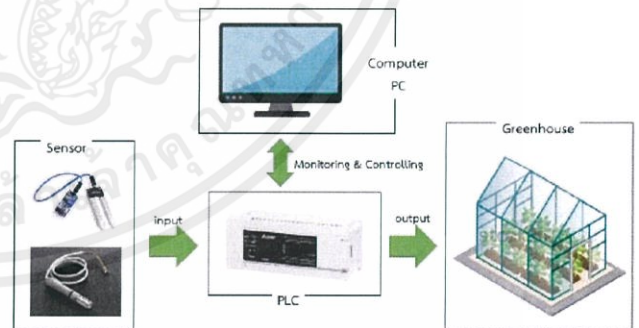 Computer
PC
Sensor
Monitoring & Controlling
Greenhouse
input
output
PLC